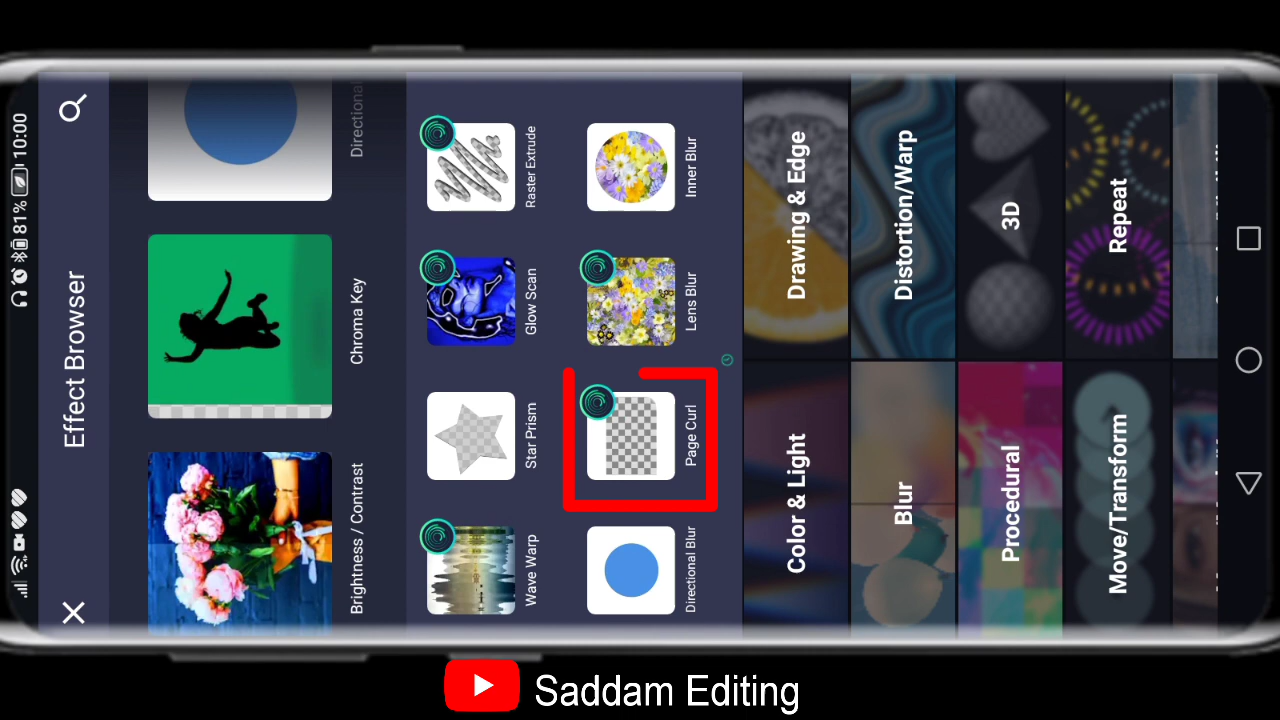 10:00
81%
Effect Browser
Brightness / Contrast
Chroma Key
Directiona
Wave Warp
Star Prism
Glow Scan
Raster Extrude
Directional Blur
Page Curl
Lens Blur
Inner Blur
Color & Light
Drawing & Edge
Blur
Distortion/Warp
Procedural
3D
Move/Transform
Repeat
Saddam Editing